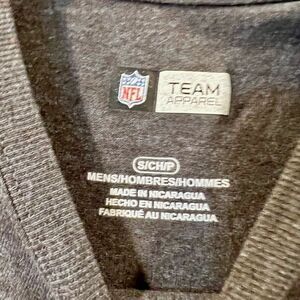 NFL
TEAM
APPAREL
S/CH/P
MENS/HOMBRES/HOMMES
MADE IN NICARAGUA
HECHO EN NICARAGUA
FABRIQUÉ AU NICARAGUA